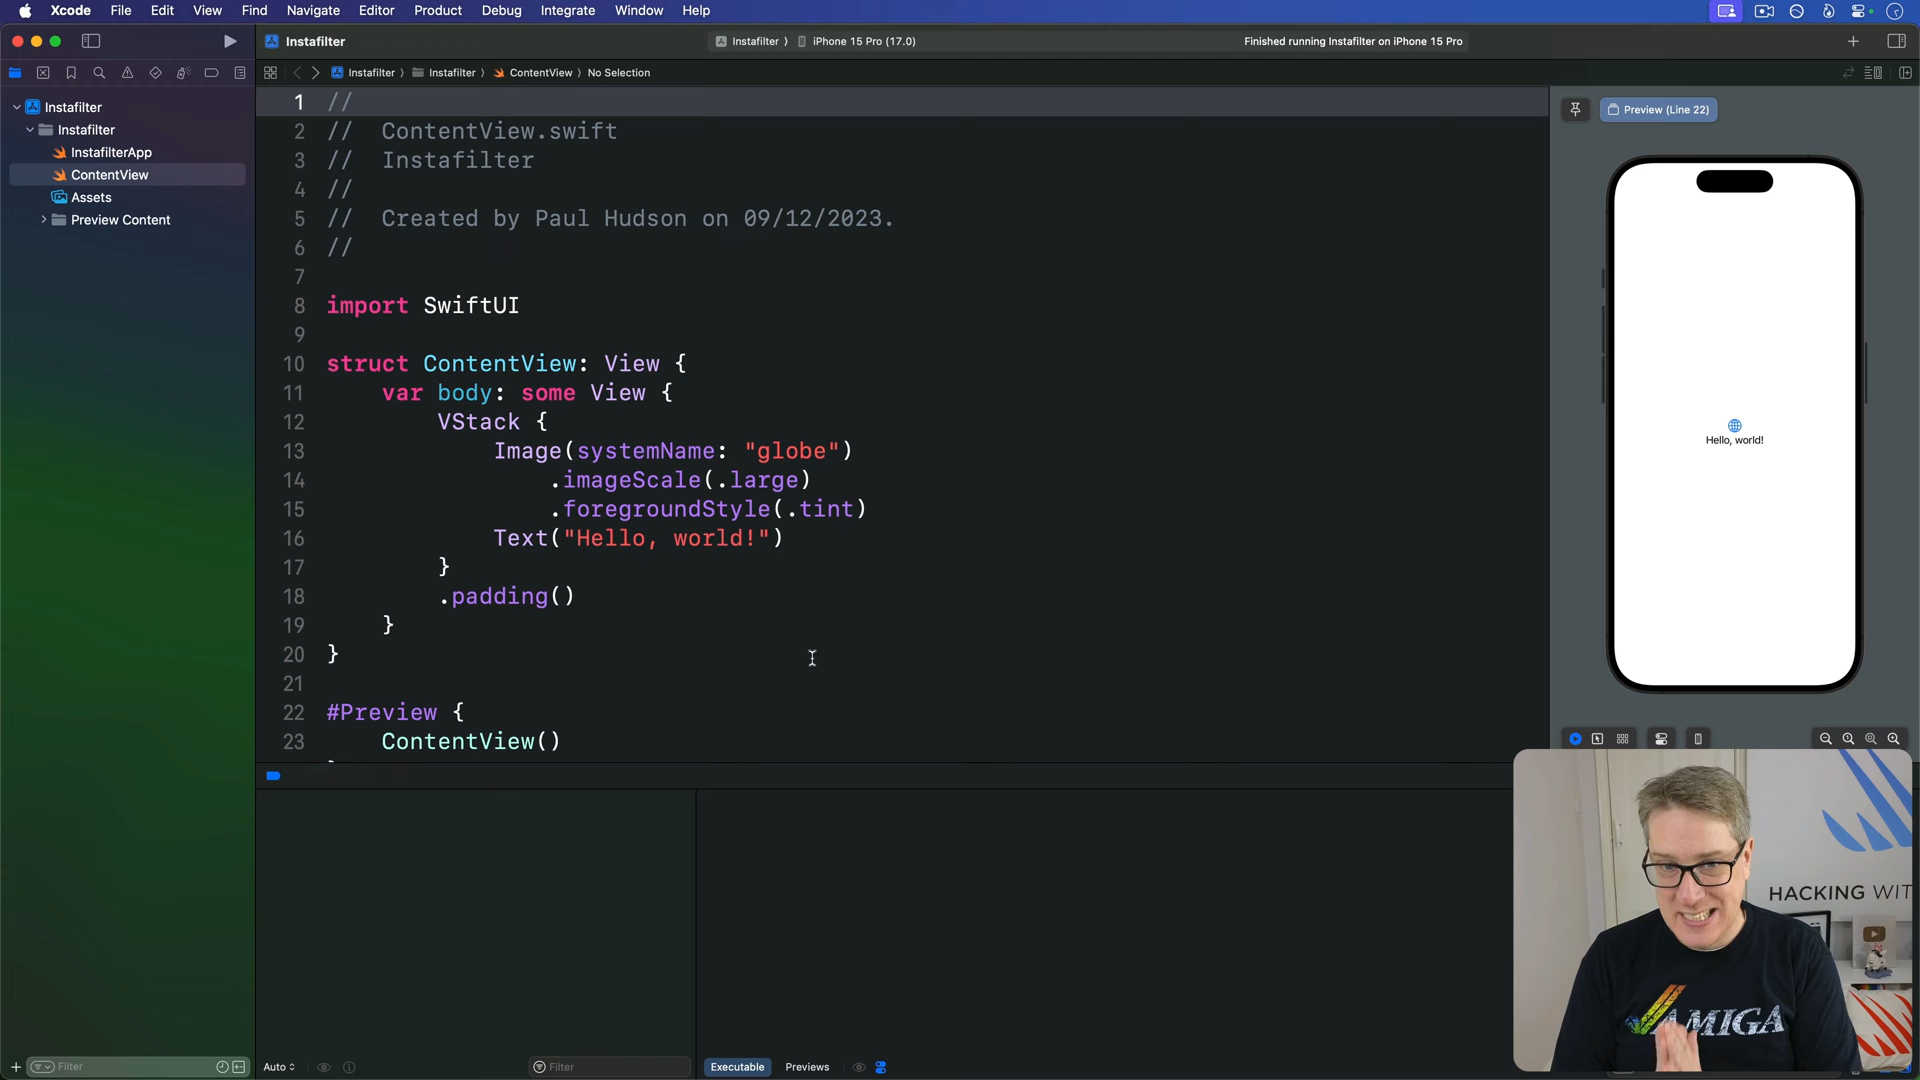 Xcode File Edit View Find Navigate Editor Product Debug Integrate Window Help
Instafilter
Instafilter 〉 iPhone 15 Pro (17.0)
Finished running Instafilter on iPhone 15 Pro
Instafilter 〉 Instafilter 〉 ContentView 〉 No Selection
Instafilter
Instafilter
InstafilterApp
ContentView
Assets
Preview Content
1 //
2 //  ContentView.swift
3 //  Instafilter
4 //
5 //  Created by Paul Hudson on 09/12/2023.
6 //
7
8 import SwiftUI
9
10 struct ContentView: View {
11     var body: some View {
12         VStack {
13             Image(systemName: "globe")
14                 .imageScale(.large)
15                 .foregroundStyle(.tint)
16             Text("Hello, world!")
17         }
18         .padding()
19     }
20 }
21
22 #Preview {
23     ContentView()
Preview (Line 22)
Hello, world!
HACKING WIT
AMIGA
Filter
Auto
Filter
Executable Previews